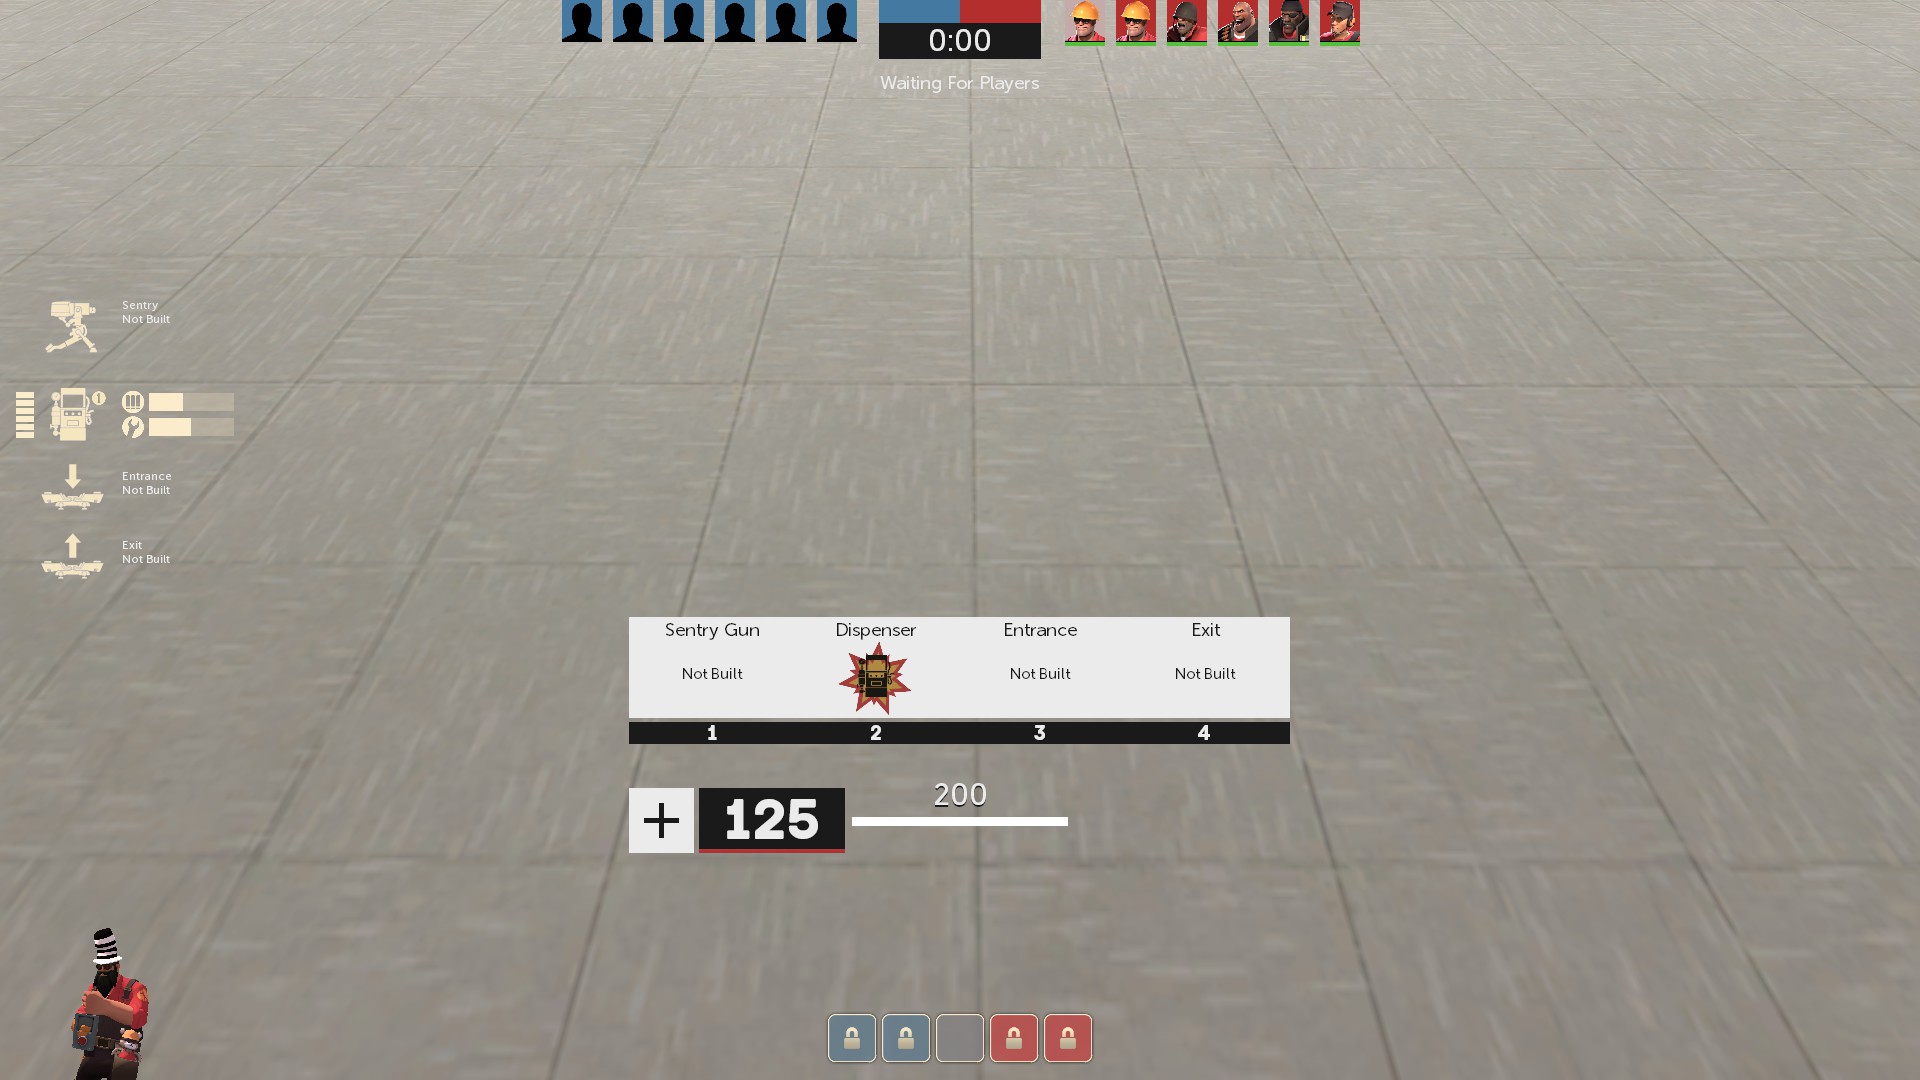 0:00
Waiting For Players
Sentry
Not Built
1
Entrance
Not Built
Exit
Not Built
Sentry Gun Dispenser Entrance Exit
Not Built Not Built Not Built
1 2 3 4
200
125